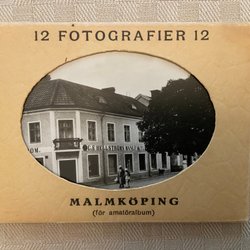 12 FOTOGRAFIER 12
MALMKÖPING
(för amatöralbum)